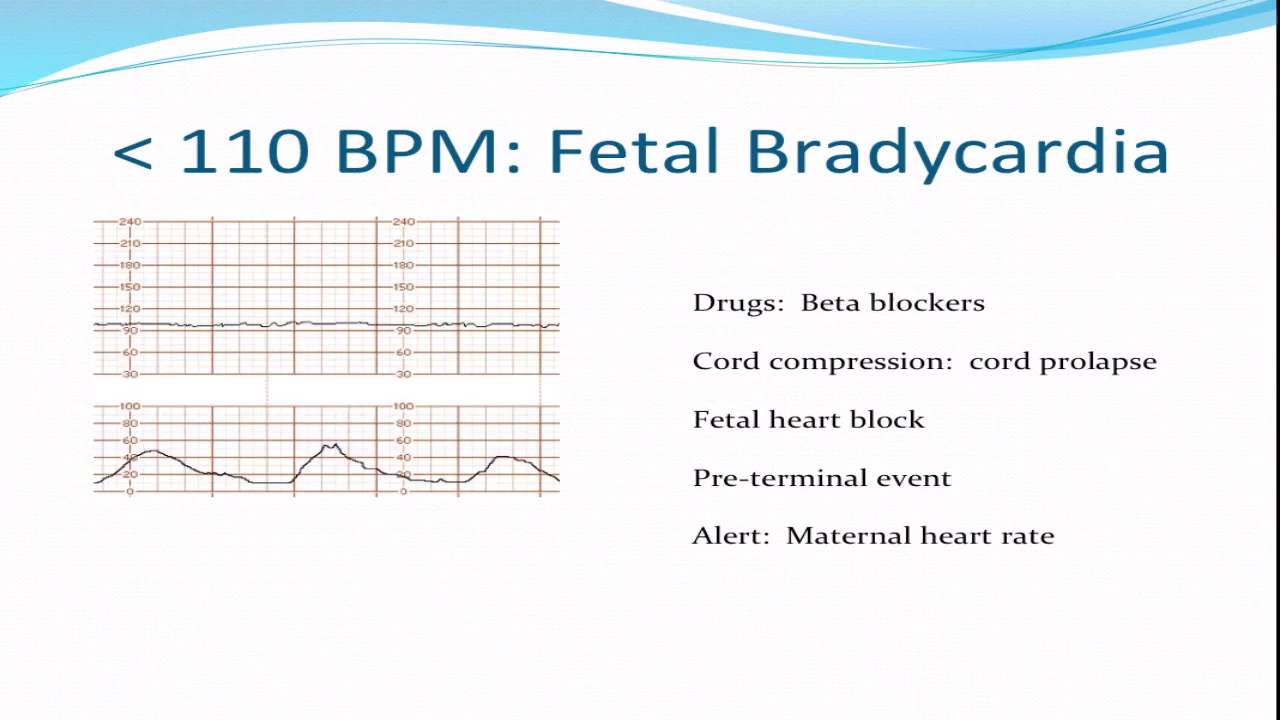 < 110 BPM: Fetal Bradycardia
240 240
210 210
180 180
150 150
120 120
90 90
60 60
30 30
100 100
80 80
60 60
40 40
20 20
0 0
Drugs: Beta blockers
Cord compression: cord prolapse
Fetal heart block
Pre-terminal event
Alert: Maternal heart rate